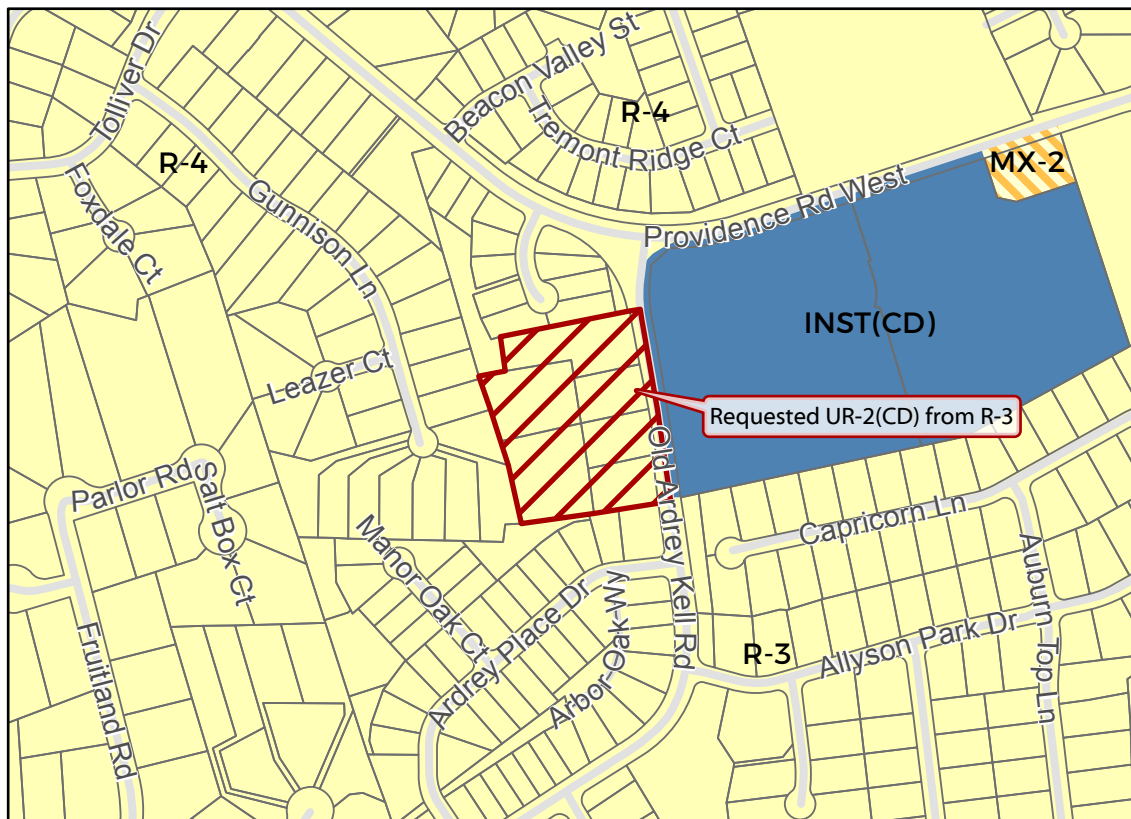 Tolliver Dr
Beacon Valley St
R-4
Tremont Ridge Ct
R-4
MX-2
Foxdale Ct
Gunnison Ln
Providence Rd West
INST(CD)
Leazer Ct
Requested UR-2(CD) from R-3
Old Ardrey Kell Rd
Parlor Rd
Salt Box Ct
Capricorn Ln
Manor Oak Ct
Ardrey Place Dr
Arbor Oak Wy
Auburn Top Ln
Fruitland Rd
R-3
Allyson Park Dr